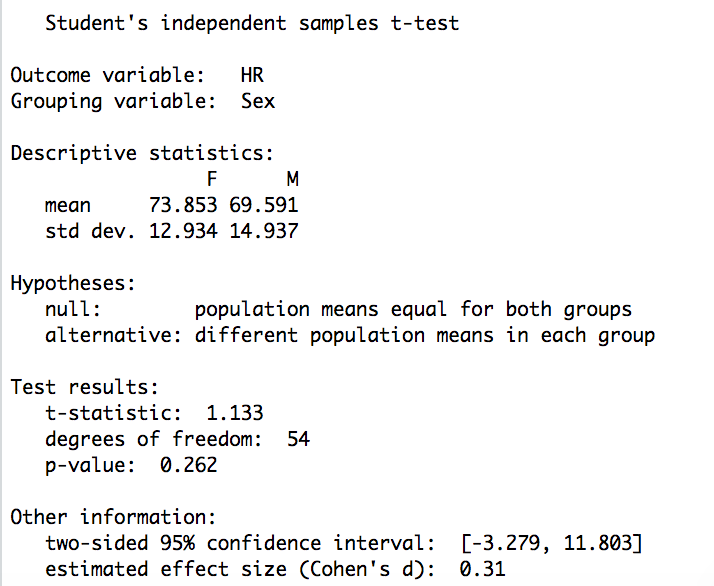 Student's independent samples t-test
Outcome variable: HR
Grouping variable: Sex
Descriptive statistics:
F M
mean 73.853 69.591
std dev. 12.934 14.937
Hypotheses:
null: population means equal for both groups
alternative: different population means in each group
Test results:
t-statistic: 1.133
degrees of freedom: 54
p-value: 0.262
Other information:
two-sided 95% confidence interval: [-3.279, 11.803]
estimated effect size (Cohen's d): 0.31